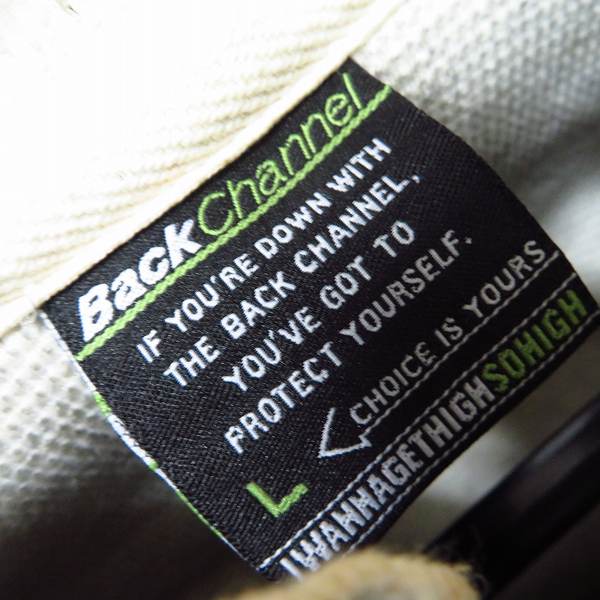 BackChannel
IF YOU'RE DOWN WITH
THE BACK CHANNEL,
YOU'VE GOT TO
PROTECT YOURSELF.
CHOICE IS YOURS
L
IWANNAGETHIGHSOHIGH